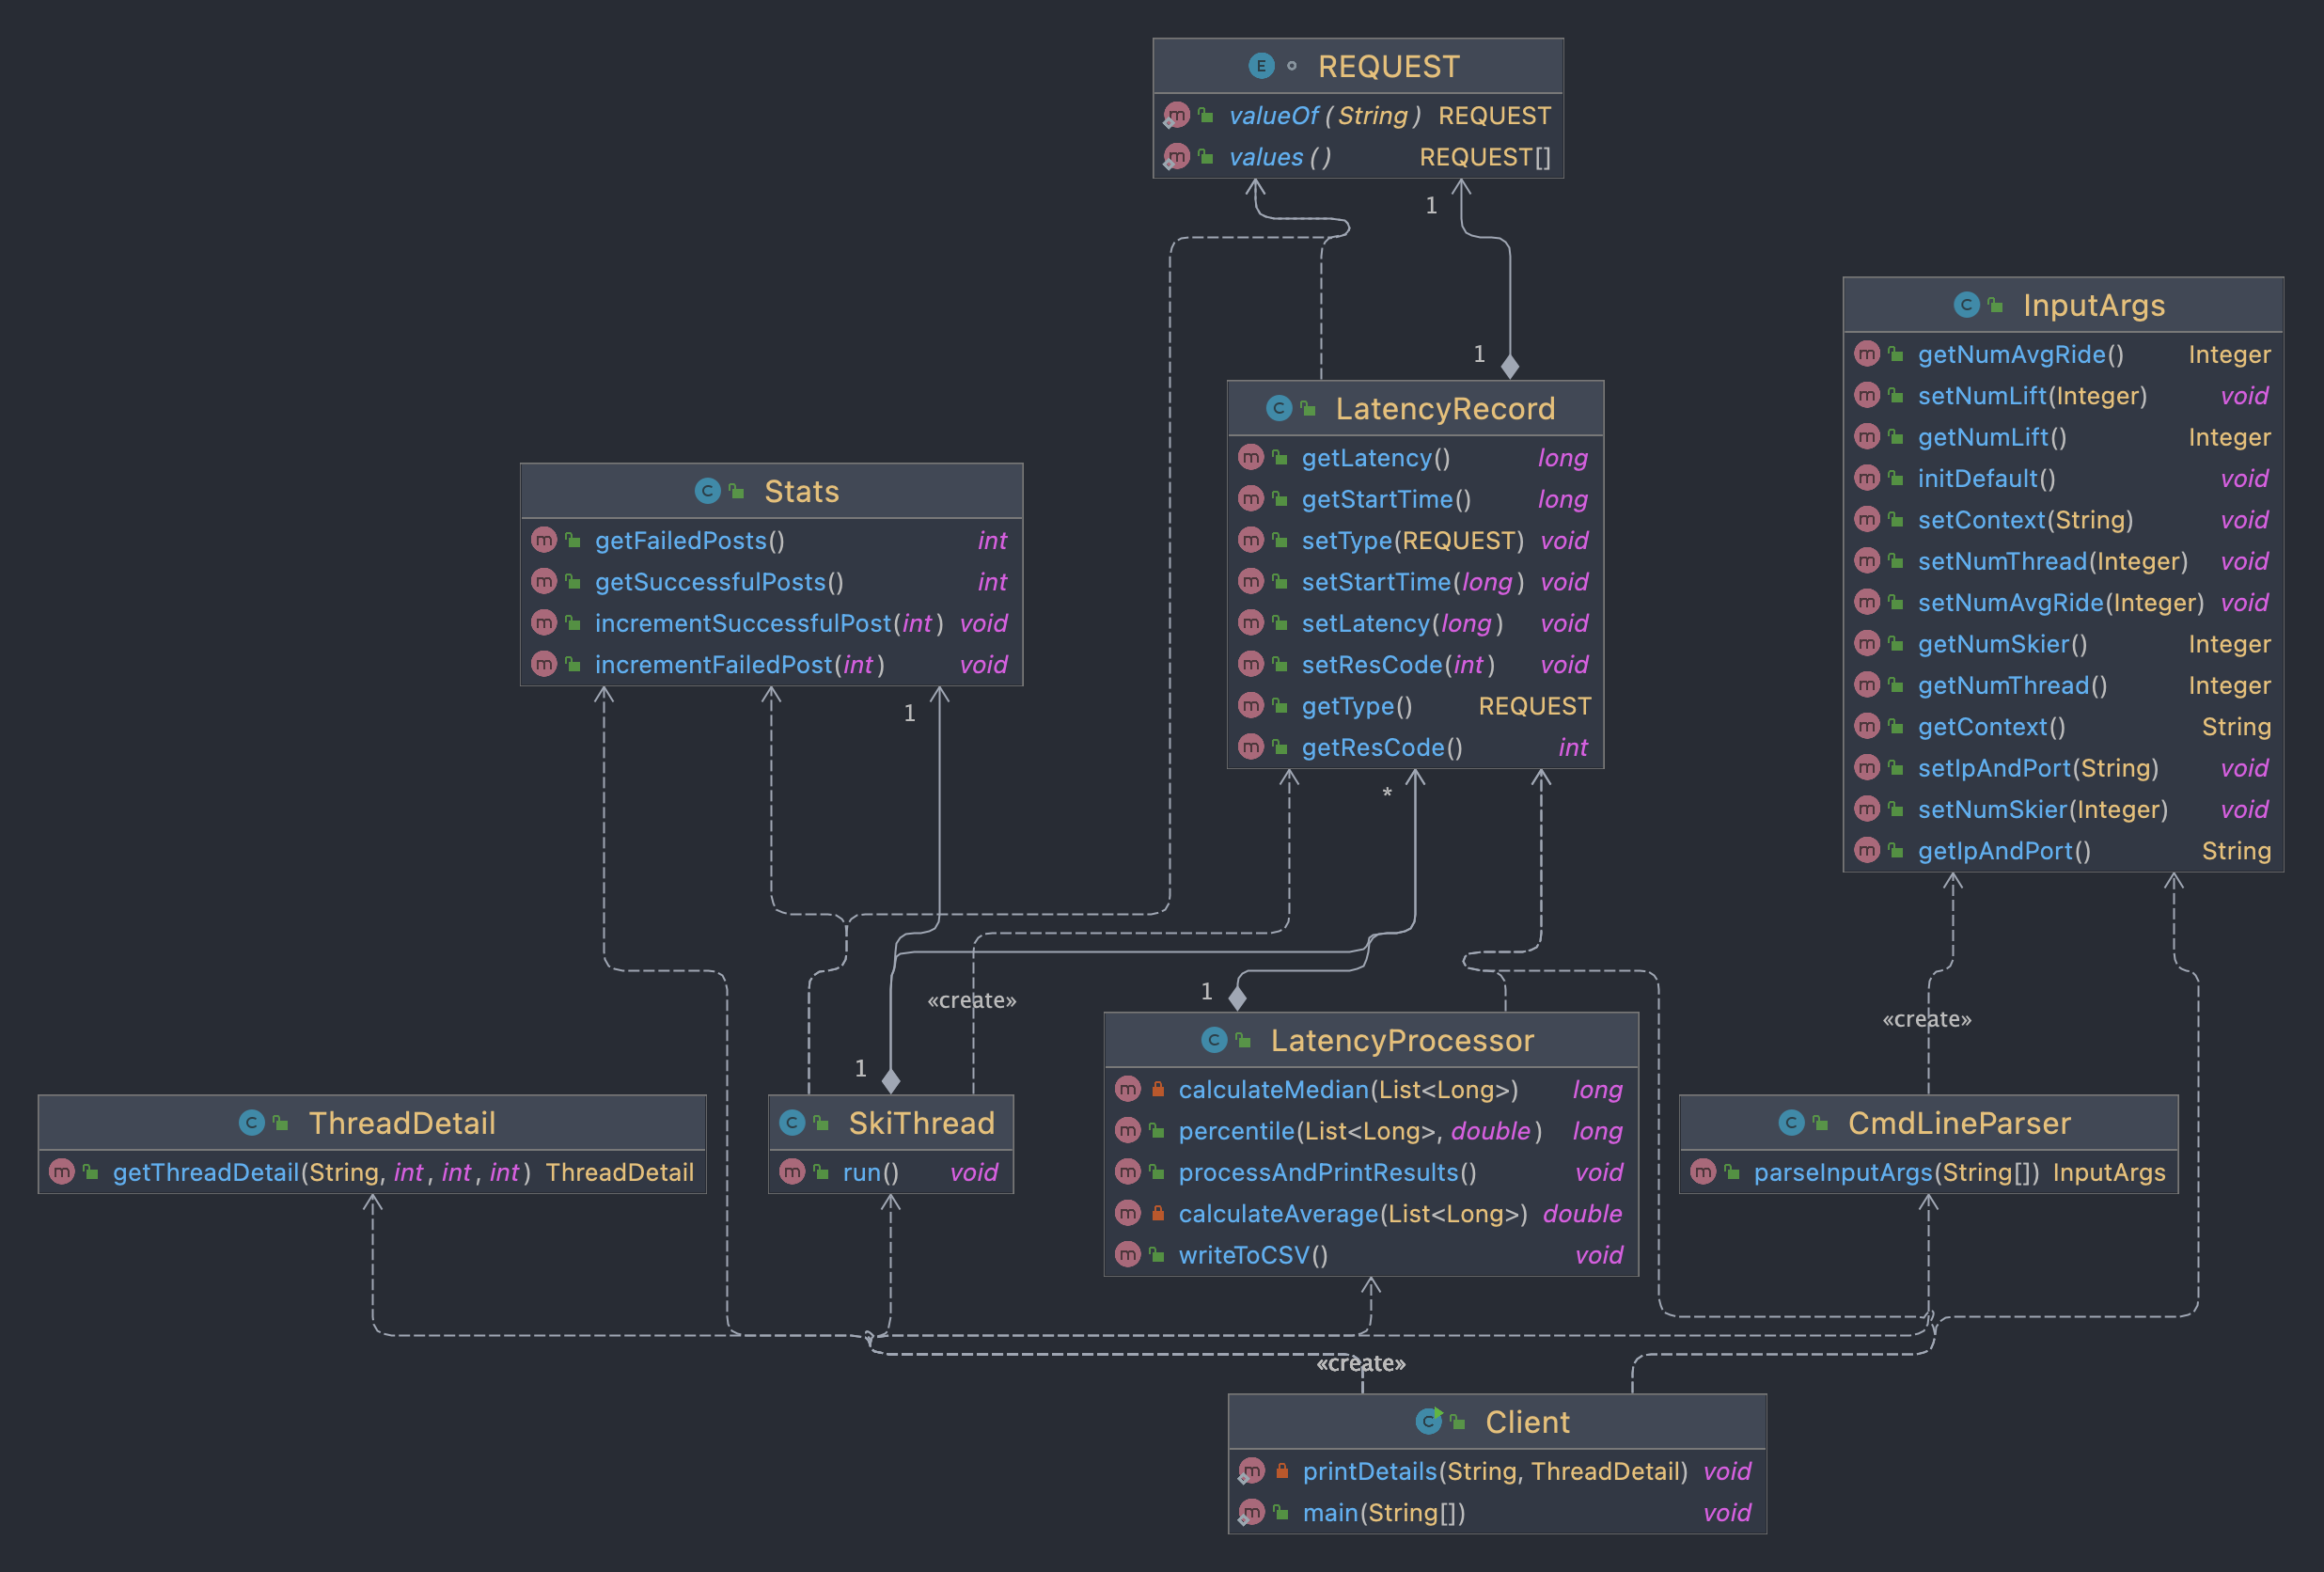 REQUEST
valueOf(String) REQUEST
values() REQUEST[]
1
1
InputArgs
getNumAvgRide() Integer
setNumLift(Integer) void
getNumLift() Integer
initDefault() void
setContext(String) void
setNumThread(Integer) void
setNumAvgRide(Integer) void
getNumSkier() Integer
getNumThread() Integer
getContext() String
setIpAndPort(String) void
setNumSkier(Integer) void
getIpAndPort() String
LatencyRecord
getLatency() long
getStartTime() long
setType(REQUEST) void
setStartTime(long) void
setLatency(long) void
setResCode(int) void
getType() REQUEST
getResCode() int
Stats
getFailedPosts() int
getSuccessfulPosts() int
incrementSuccessfulPost(int) void
incrementFailedPost(int) void
1
*
«create»
1
«create»
1
LatencyProcessor
calculateMedian(List<Long>) long
percentile(List<Long>, double) long
processAndPrintResults() void
calculateAverage(List<Long>) double
writeToCSV() void
ThreadDetail
getThreadDetail(String, int, int, int) ThreadDetail
SkiThread
run() void
CmdLineParser
parseInputArgs(String[]) InputArgs
«create»
Client
printDetails(String, ThreadDetail) void
main(String[]) void